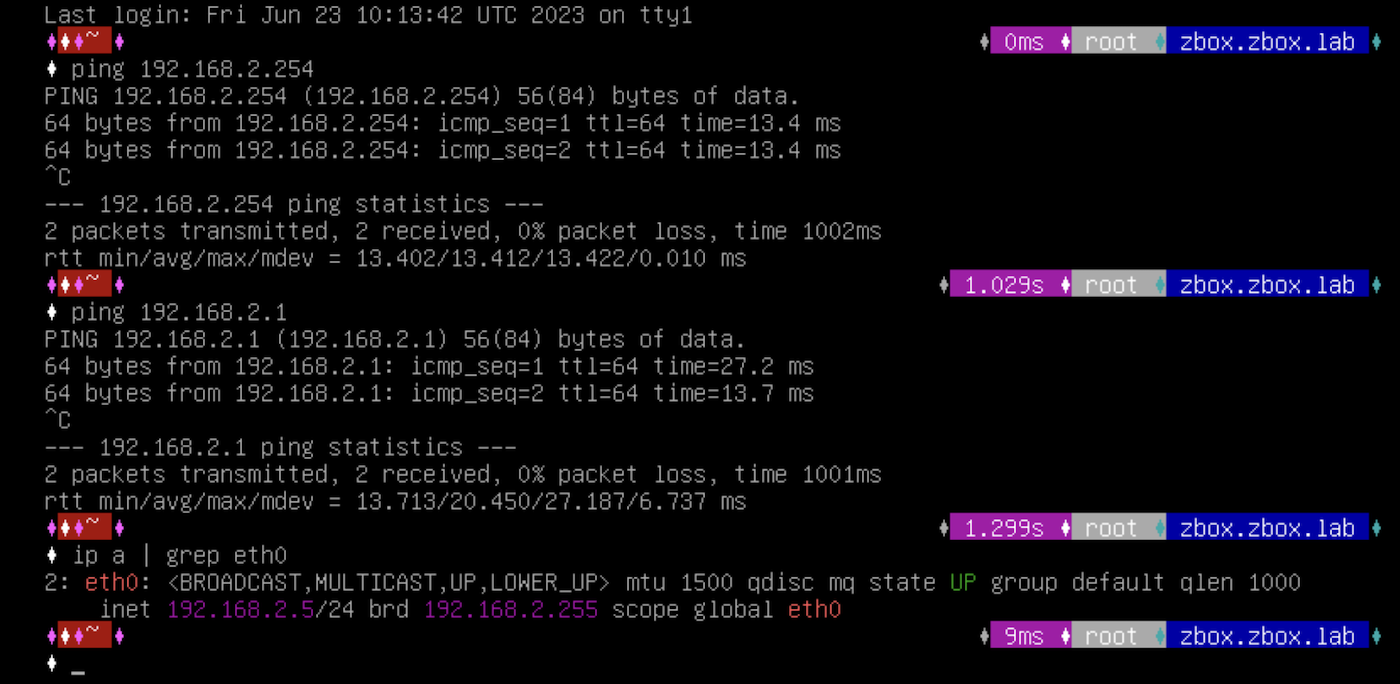 Last login: Fri Jun 23 10:13:42 UTC 2023 on tty1
~ 0ms root zbox.zbox.lab
ping 192.168.2.254
PING 192.168.2.254 (192.168.2.254) 56(84) bytes of data.
64 bytes from 192.168.2.254: icmp_seq=1 ttl=64 time=13.4 ms
64 bytes from 192.168.2.254: icmp_seq=2 ttl=64 time=13.4 ms
^C
--- 192.168.2.254 ping statistics ---
2 packets transmitted, 2 received, 0% packet loss, time 1002ms
rtt min/avg/max/mdev = 13.402/13.412/13.422/0.010 ms
~ 1.029s root zbox.zbox.lab
ping 192.168.2.1
PING 192.168.2.1 (192.168.2.1) 56(84) bytes of data.
64 bytes from 192.168.2.1: icmp_seq=1 ttl=64 time=27.2 ms
64 bytes from 192.168.2.1: icmp_seq=2 ttl=64 time=13.7 ms
^C
--- 192.168.2.1 ping statistics ---
2 packets transmitted, 2 received, 0% packet loss, time 1001ms
rtt min/avg/max/mdev = 13.713/20.450/27.187/6.737 ms
~ 1.299s root zbox.zbox.lab
ip a | grep eth0
2: eth0: <BROADCAST,MULTICAST,UP,LOWER_UP> mtu 1500 qdisc mq state UP group default qlen 1000
inet 192.168.2.5/24 brd 192.168.2.255 scope global eth0
~ 9ms root zbox.zbox.lab
_